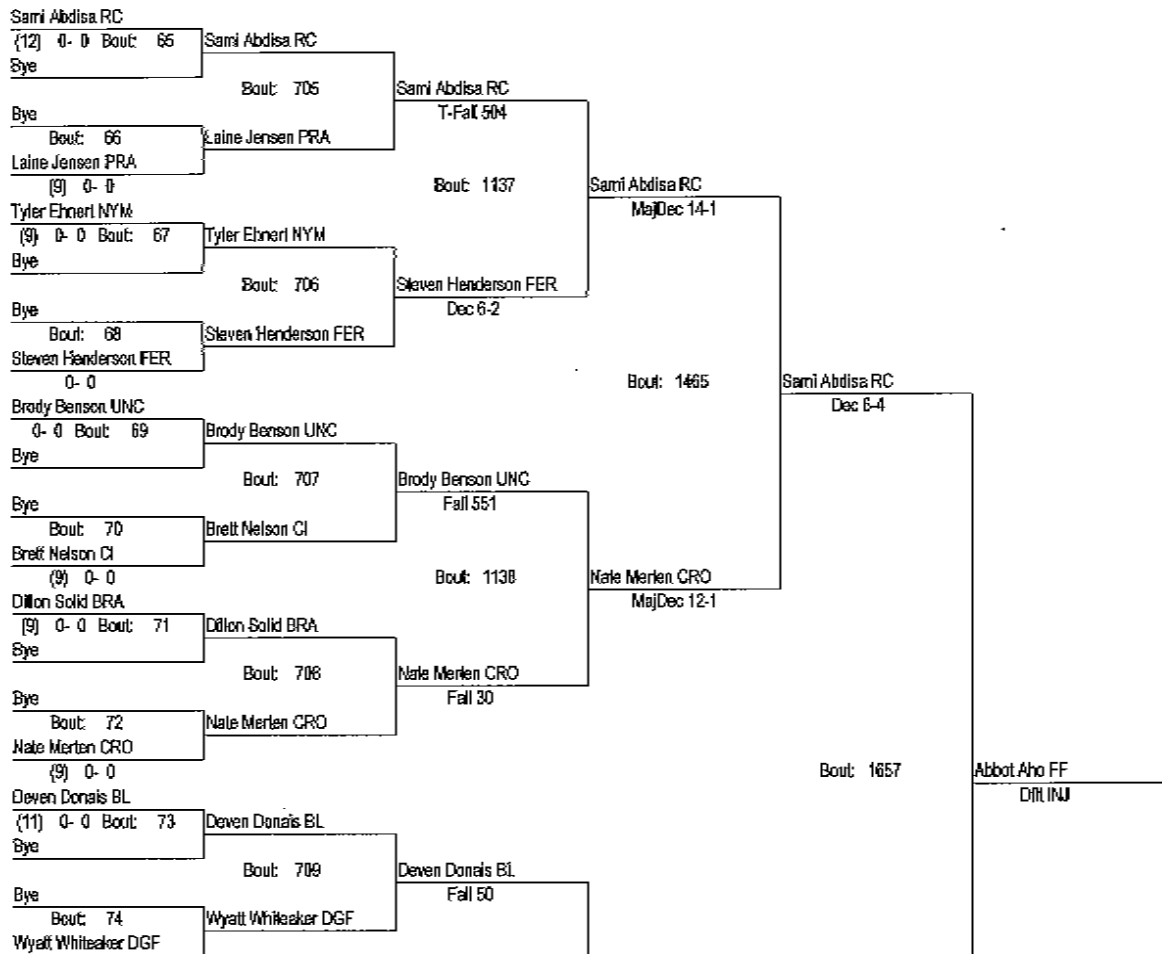 Sami Abdisa RC
(12) 0- 0 Bout: 65
Sami Abdisa RC
Bye
Bout: 705
Sami Abdisa RC
T-Fall 504
Bye
Bout: 66
Laine Jensen PRA
Laine Jensen PRA
(9) 0- 0
Bout: 1137
Sami Abdisa RC
MajDec 14-1
Tyler Ehnert NYM
(9) 0- 0 Bout: 67
Tyler Ehnert NYM
Bye
Bout: 706
Steven Henderson FER
Dec 6-2
Bye
Bout: 68
Steven Henderson FER
Steven Henderson FER
0- 0
Bout: 1465
Sami Abdisa RC
Dec 6-4
Brody Benson UNC
0- 0 Bout: 69
Brody Benson UNC
Bye
Bout: 707
Brody Benson UNC
Fall 551
Bye
Bout: 70
Brett Nelson CI
Brett Nelson CI
(9) 0- 0
Bout: 1138
Nate Merten CRO
MajDec 12-1
Dillon Solid BRA
(9) 0- 0 Bout: 71
Dillon Solid BRA
Bye
Bout: 708
Nate Merten CRO
Fall 30
Bye
Bout: 72
Nate Merten CRO
Nate Merten CRO
(9) 0- 0
Bout: 1657
Abbot Aho FF
Dflt INJ
Deven Donais BL
(11) 0- 0 Bout: 73
Deven Donais BL
Bye
Bout: 709
Deven Donais BL
Fall 50
Bye
Bout: 74
Wyatt Whiteaker DGF
Wyatt Whiteaker DGF